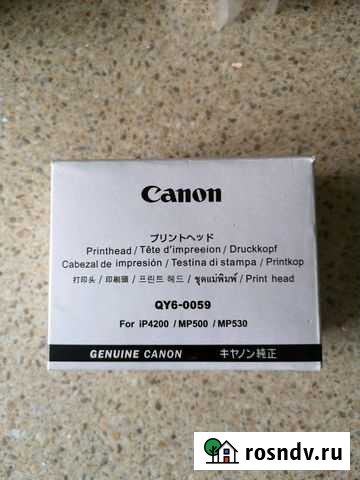 Canon
プリントヘッド
Printhead / Tête d'impreeion / Druckkopf
Cabezal de impresión / Testina di stampa / Printkop
打印头 / 印刷頭 / 프린트 헤드 / ชุดแม่พิมพ์ / Print head
QY6-0059
For iP4200 / MP500 / MP530
GENUINE CANON キヤノン純正
rosndv.ru